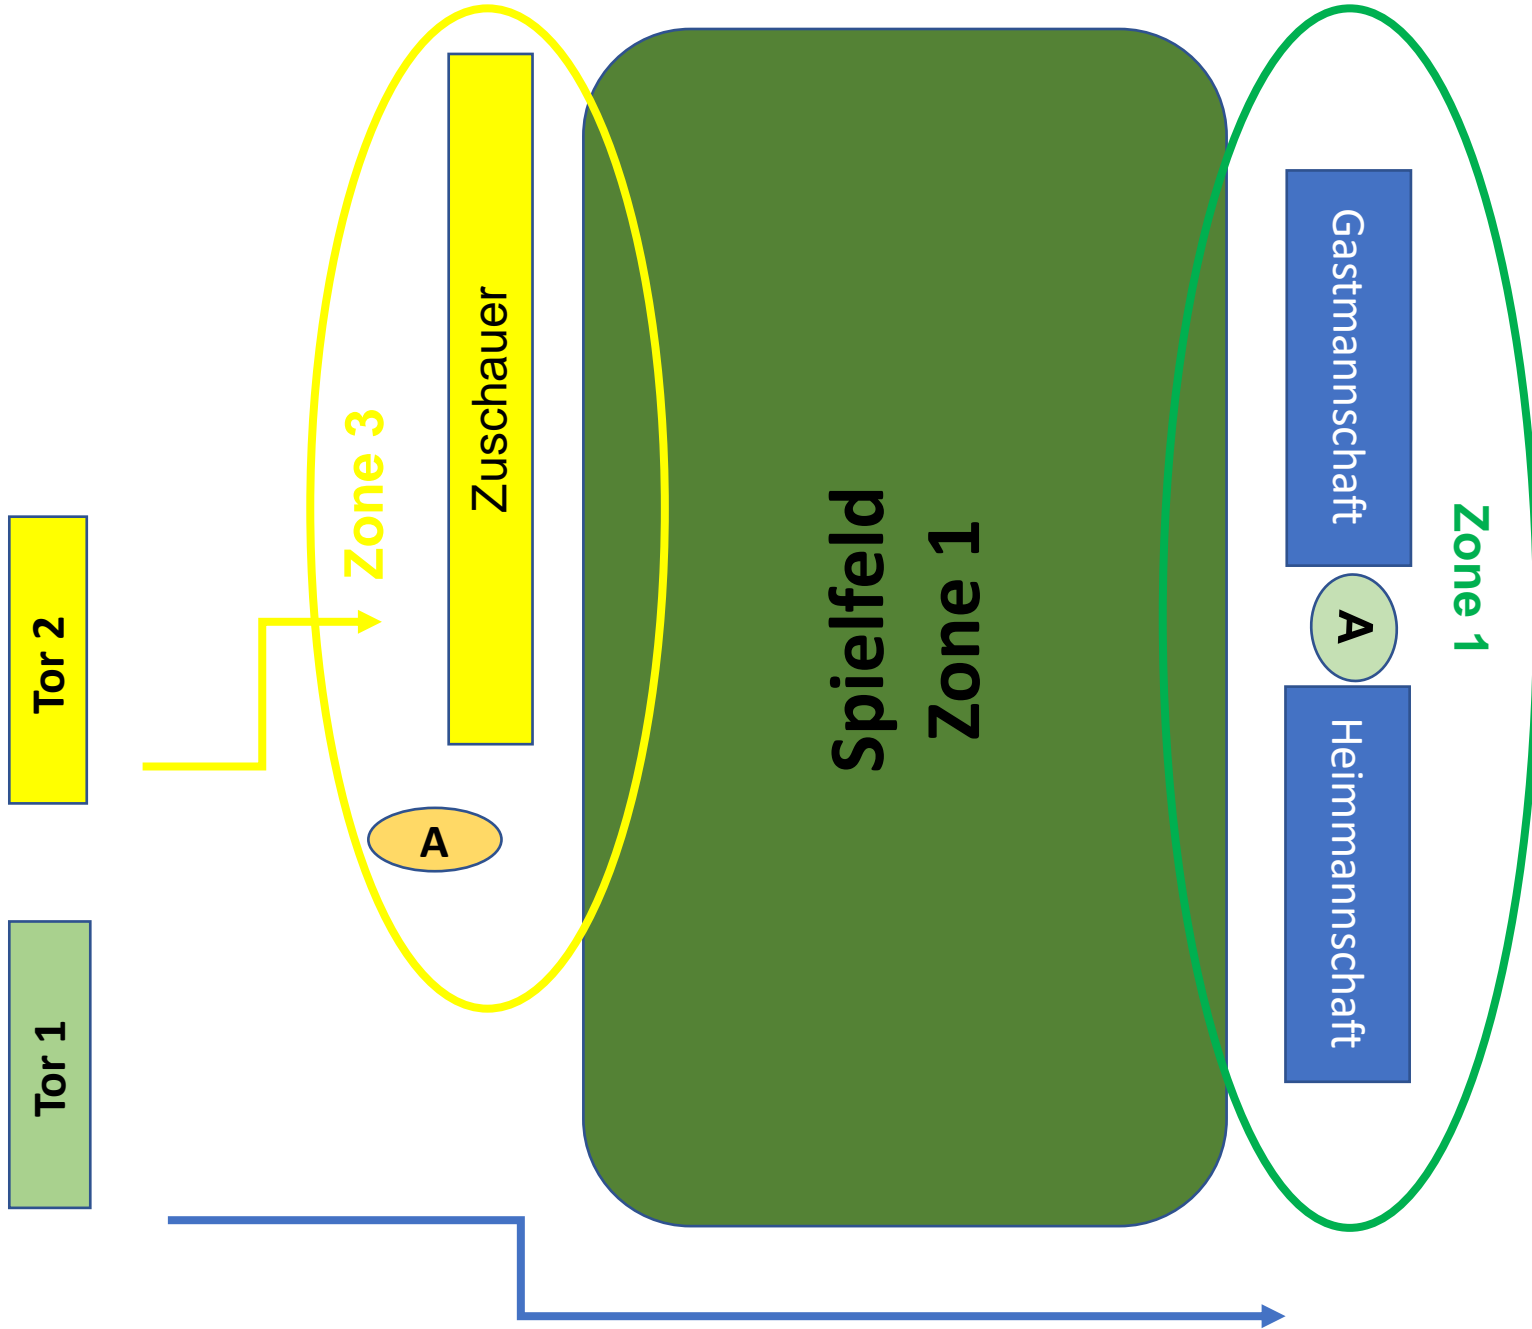 Tor 2
Tor 1
Zone 3
Zuschauer
A
Spielfeld
Zone 1
Gastmannschaft
A
Heimmannschaft
Zone 1